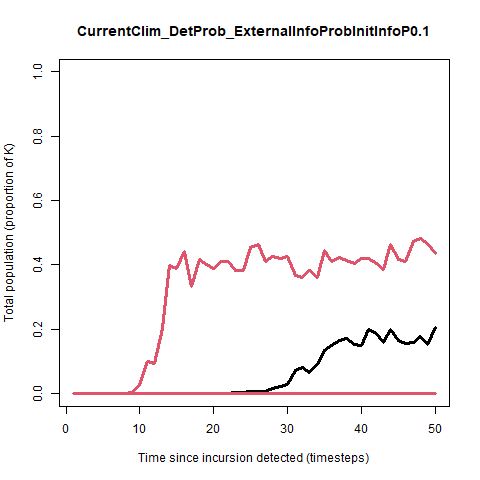 CurrentClim_DetProb_ExternalInfoProbInitInfoP0.1
Total population (proportion of K)
1.0
0.8
0.6
0.4
0.2
0.0
0 10 20 30 40 50
Time since incursion detected (timesteps)